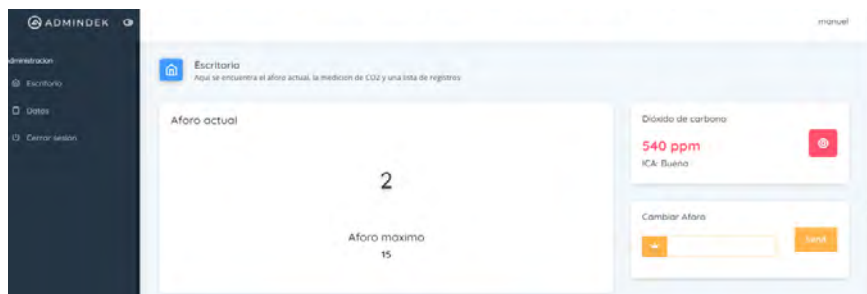 ADMINDEK
manuel
Administracion
Escritorio
Datos
Cerrar sesion
Escritorio
Aqui se encuentra el aforo actual, la medicion de CO2 y una lista de registros
Aforo actual
2
Aforo maximo
15
Dióxido de carbono
540 ppm
ICA: Buena
Cambiar Aforo
Send